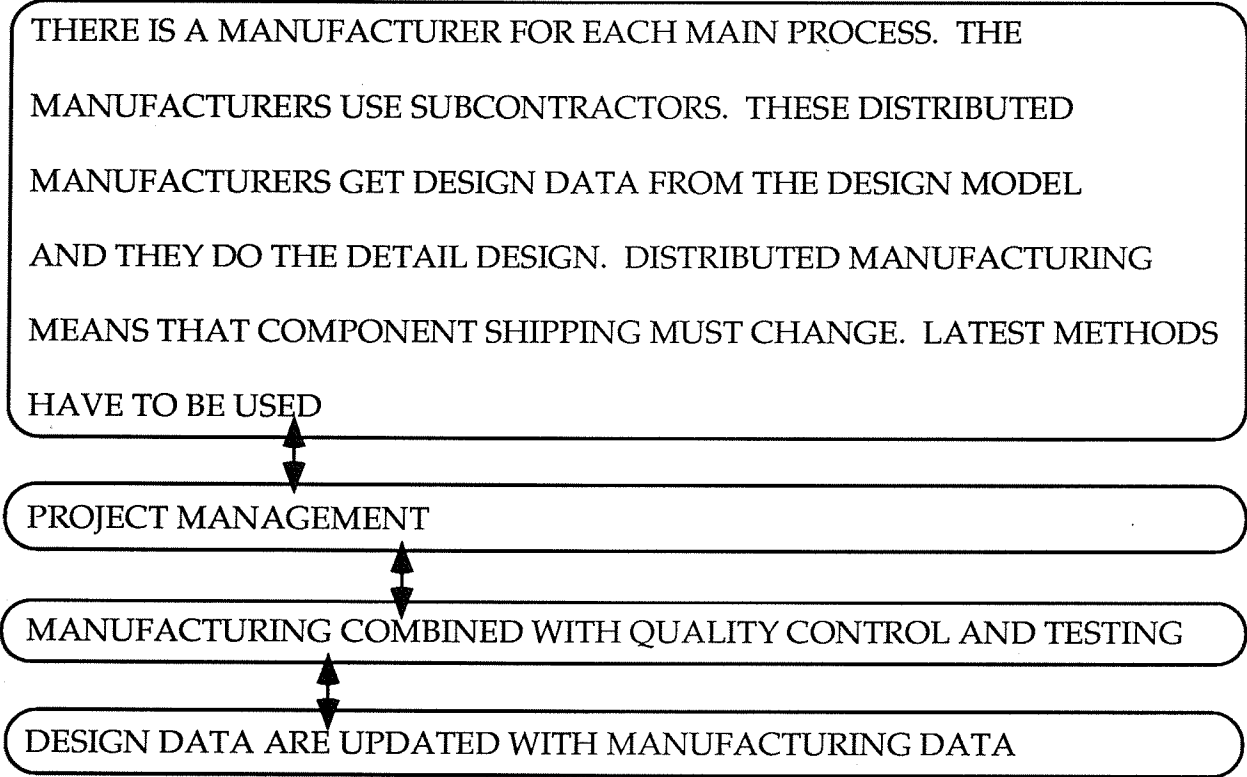 THERE IS A MANUFACTURER FOR EACH MAIN PROCESS. THE
MANUFACTURERS USE SUBCONTRACTORS. THESE DISTRIBUTED
MANUFACTURERS GET DESIGN DATA FROM THE DESIGN MODEL
AND THEY DO THE DETAIL DESIGN. DISTRIBUTED MANUFACTURING
MEANS THAT COMPONENT SHIPPING MUST CHANGE. LATEST METHODS
HAVE TO BE USED
PROJECT MANAGEMENT
MANUFACTURING COMBINED WITH QUALITY CONTROL AND TESTING
DESIGN DATA ARE UPDATED WITH MANUFACTURING DATA